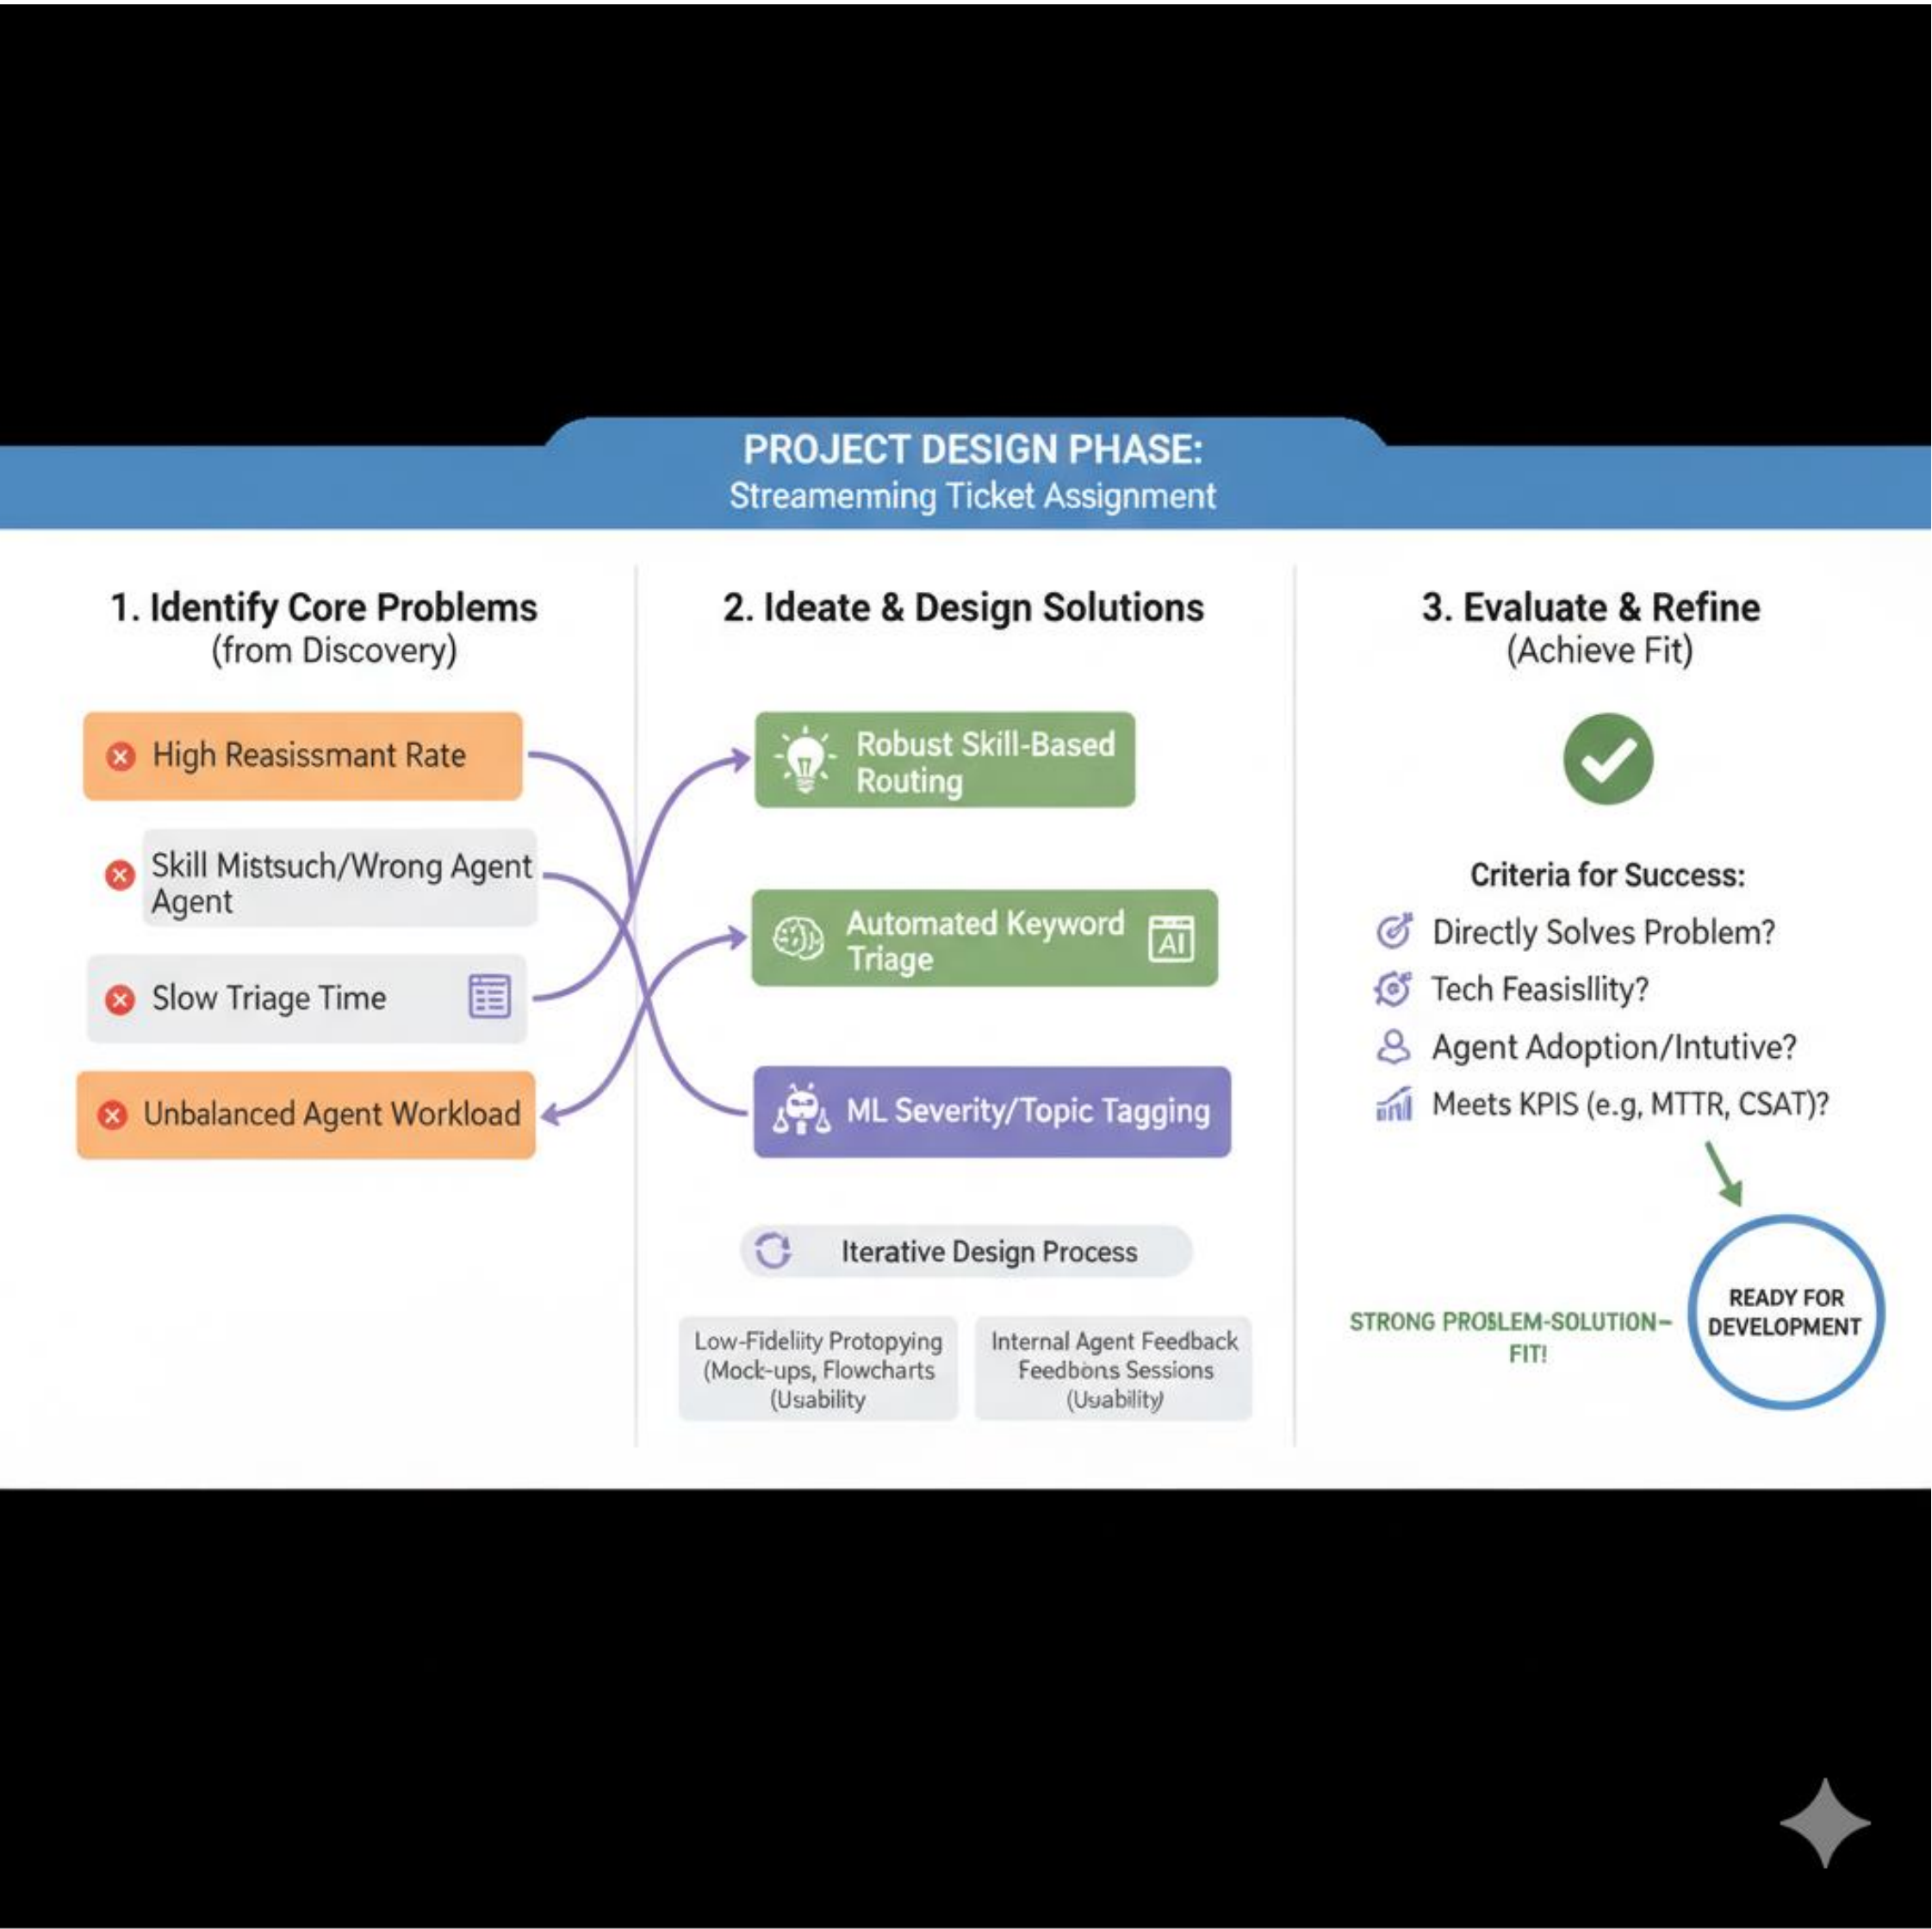 PROJECT DESIGN PHASE:
Streamenning Ticket Assignment
1. Identify Core Problems
(from Discovery)
High Reasissmant Rate
Skill Mistsuch/Wrong Agent
Agent
Slow Triage Time
Unbalanced Agent Workload
2. Ideate & Design Solutions
Robust Skill-Based
Routing
Automated Keyword
Triage
AI
ML Severity/Topic Tagging
Iterative Design Process
Low-Fideliity Protopying
(Mock-ups, Flowcharts
(Usability
Internal Agent Feedback
Feedbons Sessions
(Usability)
3. Evaluate & Refine
(Achieve Fit)
Criteria for Success:
Directly Solves Problem?
Tech Feasisllity?
Agent Adoption/Intutive?
Meets KPIS (e.g, MTTR, CSAT)?
STRONG PROBLEM-SOLUTION–
FIT!
READY FOR
DEVELOPMENT